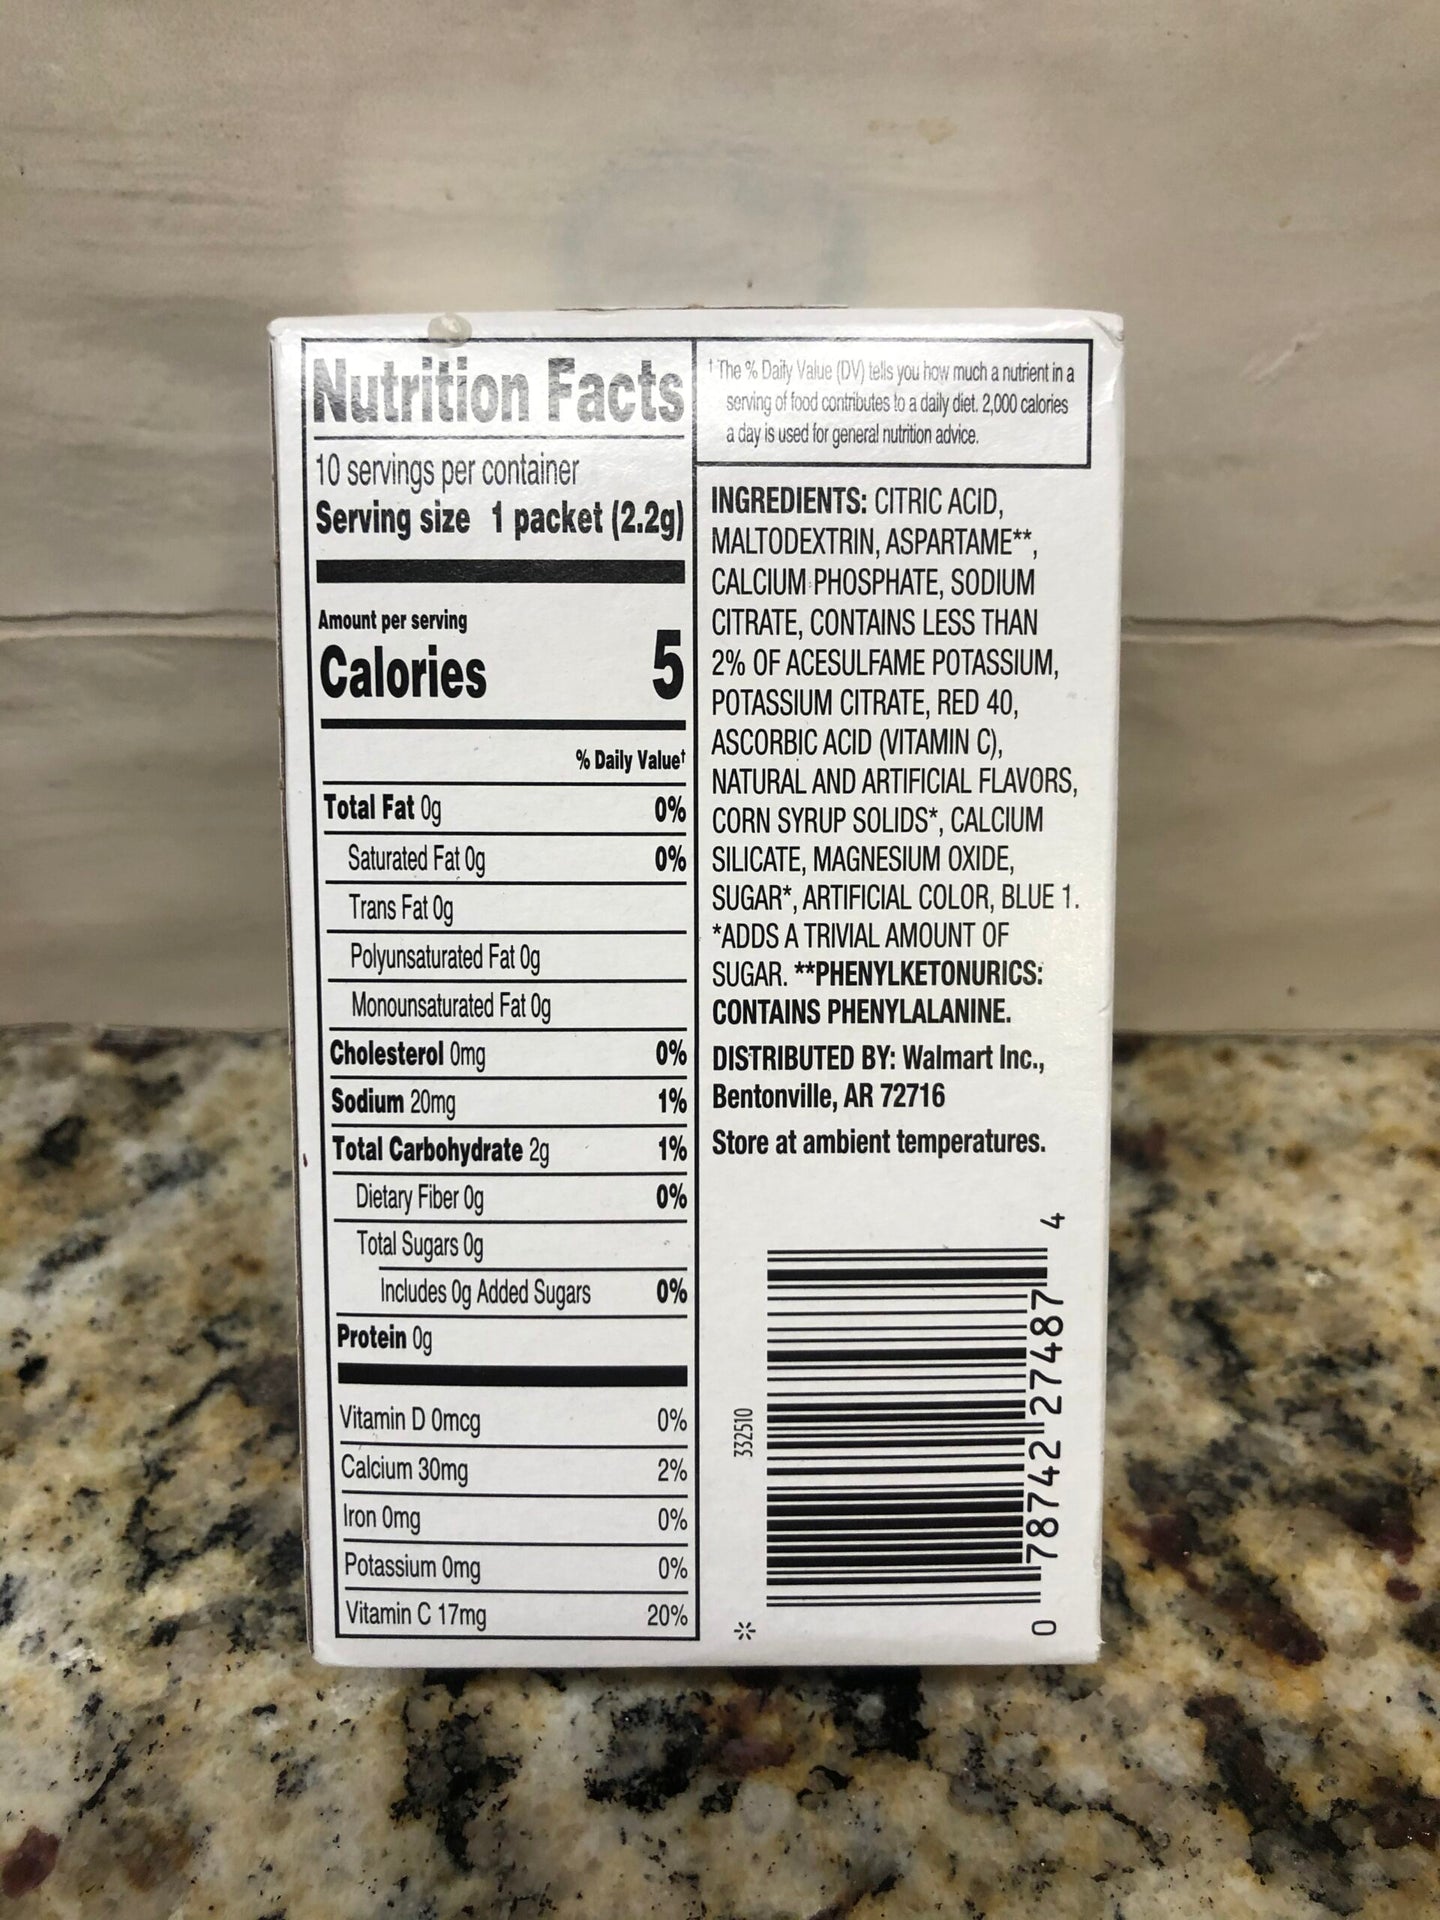 Nutrition Facts
10 servings per container
Serving size 1 packet (2.2g)
Amount per serving
Calories 5
% Daily Value†
Total Fat 0g 0%
Saturated Fat 0g 0%
Trans Fat 0g
Polyunsaturated Fat 0g
Monounsaturated Fat 0g
Cholesterol 0mg 0%
Sodium 20mg 1%
Total Carbohydrate 2g 1%
Dietary Fiber 0g 0%
Total Sugars 0g
Includes 0g Added Sugars 0%
Protein 0g
Vitamin D 0mcg 0%
Calcium 30mg 2%
Iron 0mg 0%
Potassium 0mg 0%
Vitamin C 17mg 20%
† The % Daily Value (DV) tells you how much a nutrient in a
serving of food contributes to a daily diet. 2,000 calories
a day is used for general nutrition advice.
INGREDIENTS: CITRIC ACID,
MALTODEXTRIN, ASPARTAME**,
CALCIUM PHOSPHATE, SODIUM
CITRATE, CONTAINS LESS THAN
2% OF ACESULFAME POTASSIUM,
POTASSIUM CITRATE, RED 40,
ASCORBIC ACID (VITAMIN C),
NATURAL AND ARTIFICIAL FLAVORS,
CORN SYRUP SOLIDS*, CALCIUM
SILICATE, MAGNESIUM OXIDE,
SUGAR*, ARTIFICIAL COLOR, BLUE 1.
*ADDS A TRIVIAL AMOUNT OF
SUGAR. **PHENYLKETONURICS:
CONTAINS PHENYLALANINE.
DISTRIBUTED BY: Walmart Inc.,
Bentonville, AR 72716
Store at ambient temperatures.
332510
0 78742 27487 4